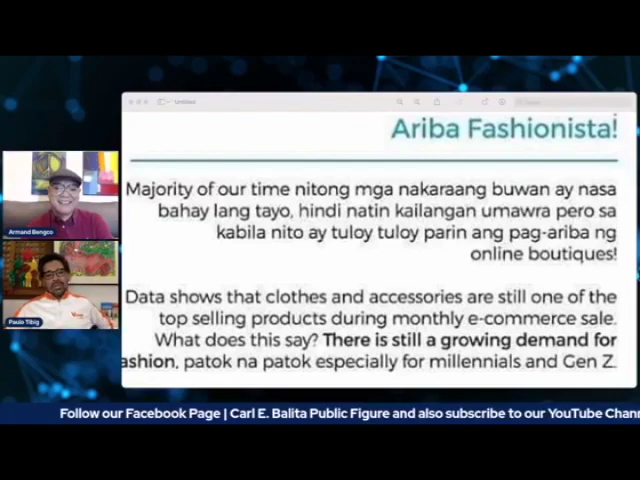 Untitled
Ariba Fashionista!
Majority of our time nitong mga nakaraang buwan ay nasa
bahay lang tayo, hindi natin kailangan umawra pero sa
kabila nito ay tuloy tuloy parin ang pag-ariba ng
online boutiques!
Data shows that clothes and accessories are still one of the
top selling products during monthly e-commerce sale.
What does this say? There is still a growing demand for
ashion, patok na patok especially for millennials and Gen Z.
Armand Bengco
Paulo Tibig
Follow our Facebook Page | Carl E. Balita Public Figure and also subscribe to our YouTube Chan